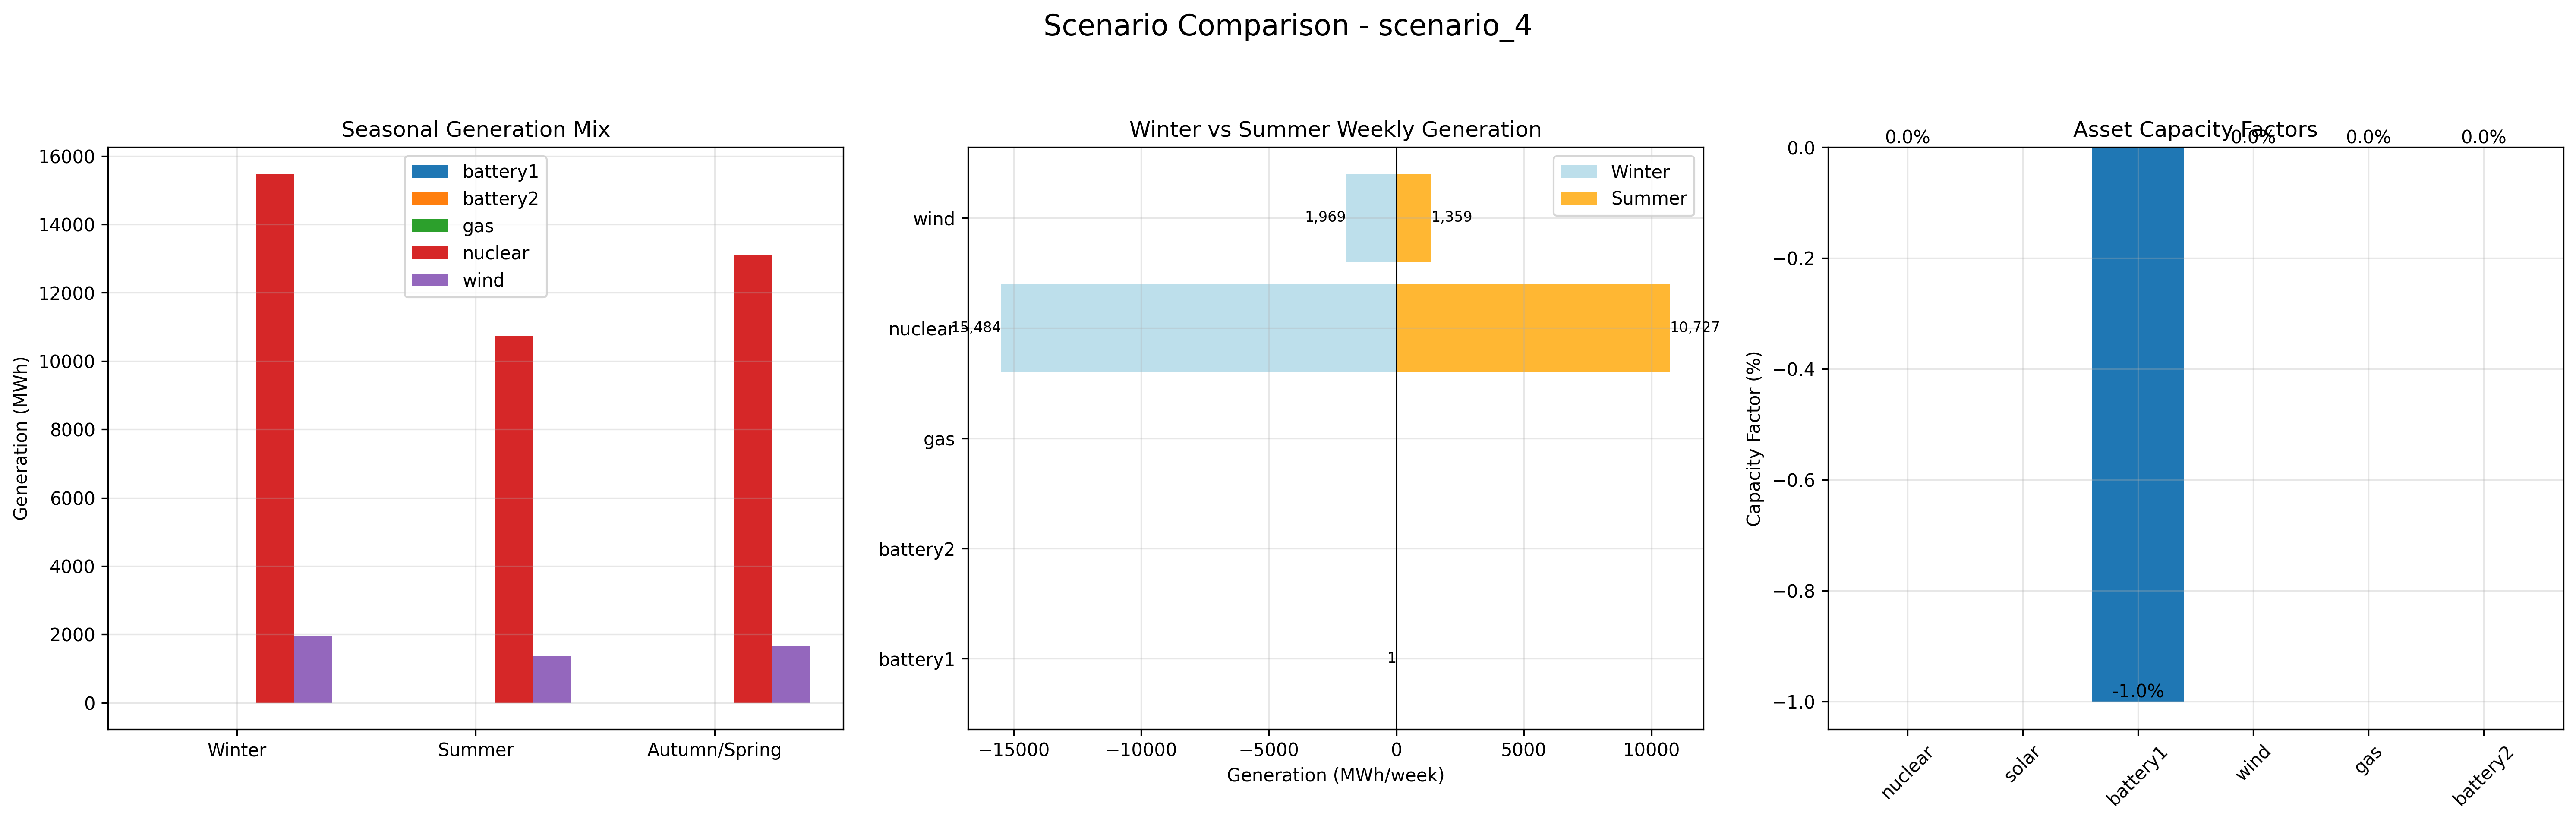 Scenario Comparison - scenario_4
Seasonal Generation Mix
Generation (MWh)
16000
14000
12000
10000
8000
6000
4000
2000
0
battery1
battery2
gas
nuclear
wind
Winter
Summer
Autumn/Spring
Winter vs Summer Weekly Generation
Winter
Summer
wind
nuclear
gas
battery2
battery1
1,969
1,359
15,484
10,727
1
−15000
−10000
−5000
0
5000
10000
Generation (MWh/week)
Asset Capacity Factors
0.0%
0.0%
0.0%
0.0%
Capacity Factor (%)
0.0
−0.2
−0.4
−0.6
−0.8
−1.0
-1.0%
nuclear
solar
battery1
wind
gas
battery2